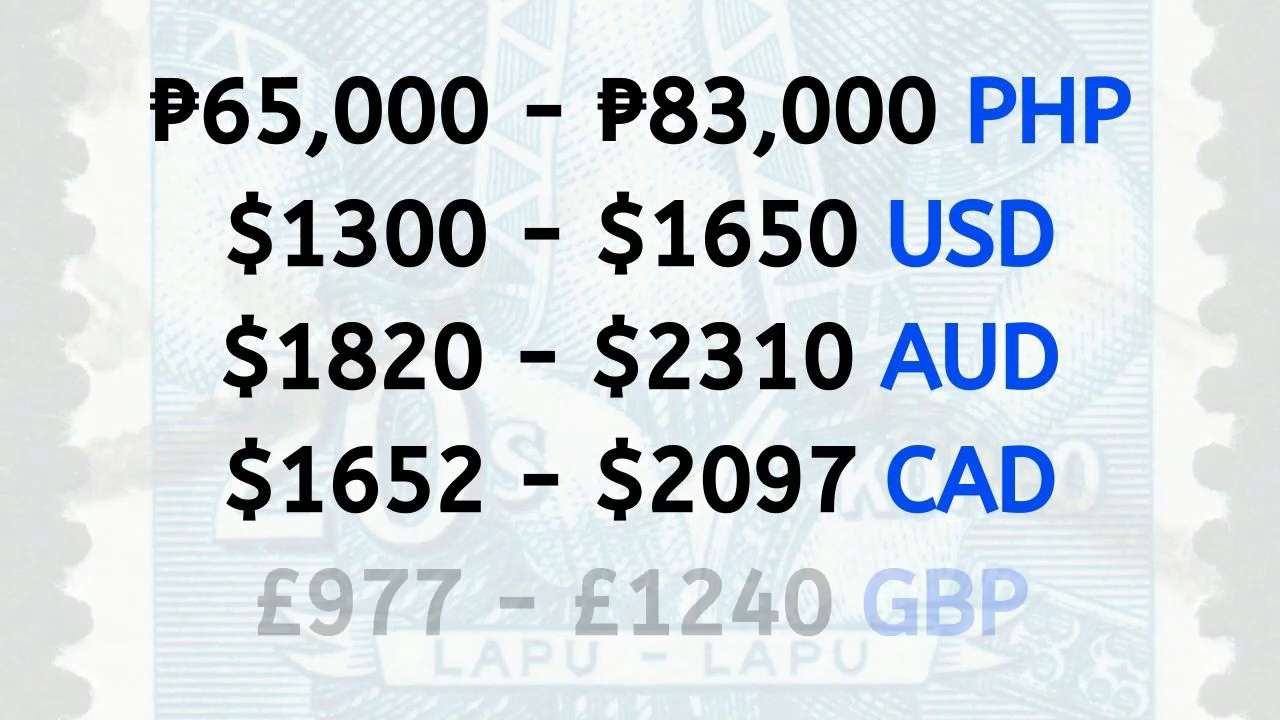 ₱65,000 - ₱83,000 PHP
$1300 - $1650 USD
$1820 - $2310 AUD
$1652 - $2097 CAD
20 S
£977 - £1240 GBP
LAPU - LAPU